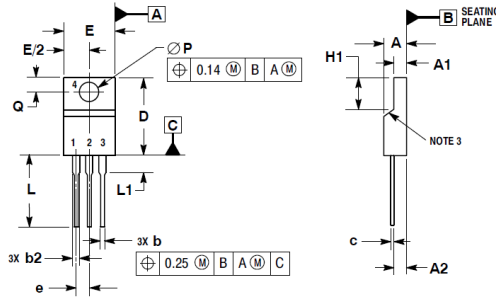 E
A
E/2
∅ P
⌖ 0.14 Ⓜ B A Ⓜ
4
Q
D
C
1 2 3
L
L1
3X b
3X b2
⌖ 0.25 Ⓜ B A Ⓜ C
e
B SEATING
PLANE
A
H1
A1
NOTE 3
c
A2